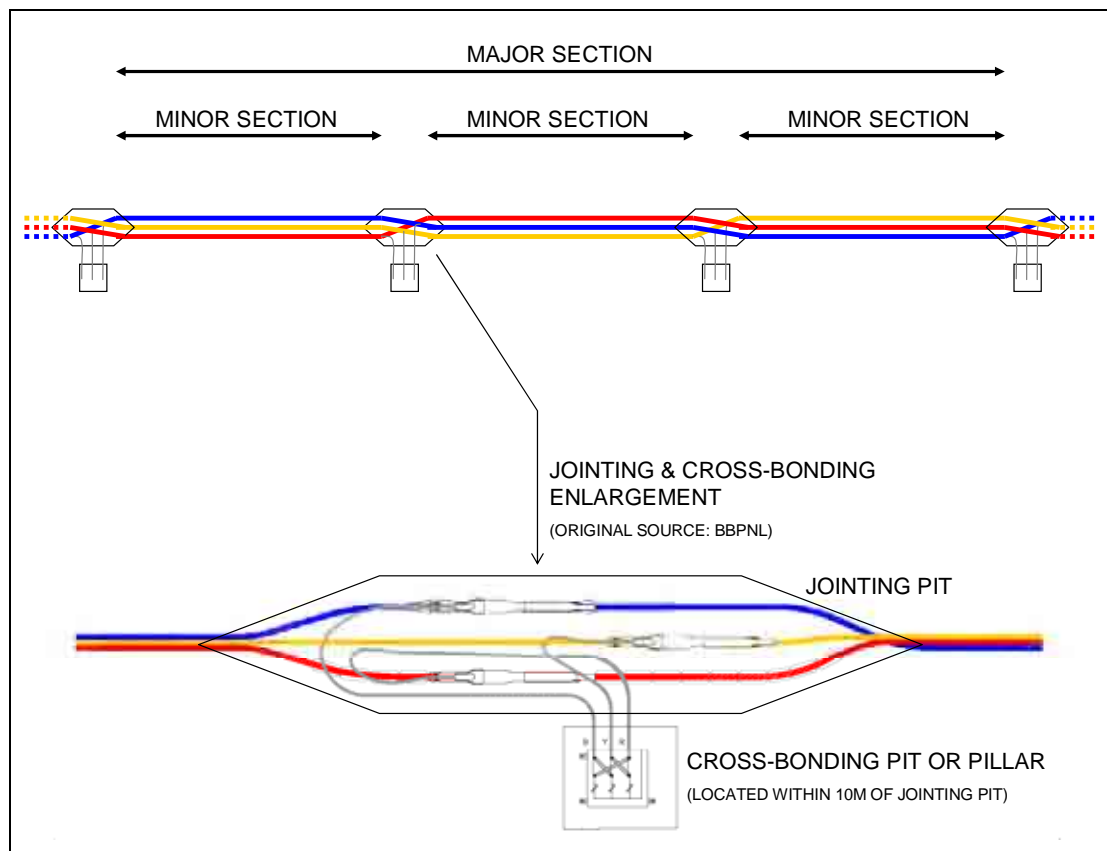 MAJOR SECTION
MINOR SECTION MINOR SECTION MINOR SECTION
JOINTING & CROSS-BONDING
ENLARGEMENT
(ORIGINAL SOURCE: BBPNL)
JOINTING PIT
CROSS-BONDING PIT OR PILLAR
(LOCATED WITHIN 10M OF JOINTING PIT)